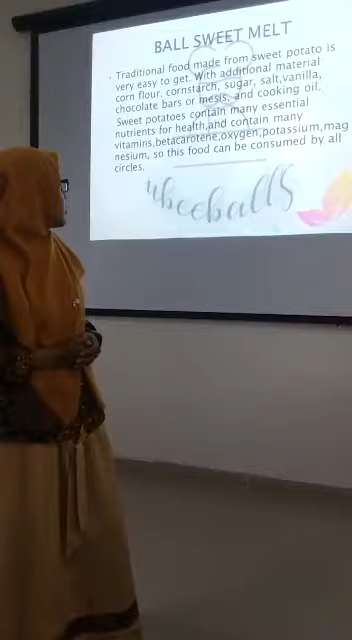 BALL SWEET MELT
Traditional food made from sweet potato is
very easy to get. With additional material
corn flour, cornstarch, sugar, salt,vanilla,
chocolate bars or mesis, and cooking oil.
Sweet potatoes contain many essential
nutrients for health,and contain many
vitamins,betacarotene,oxygen,potassium,mag
nesium, so this food can be consumed by all
circles.
ubeeballs